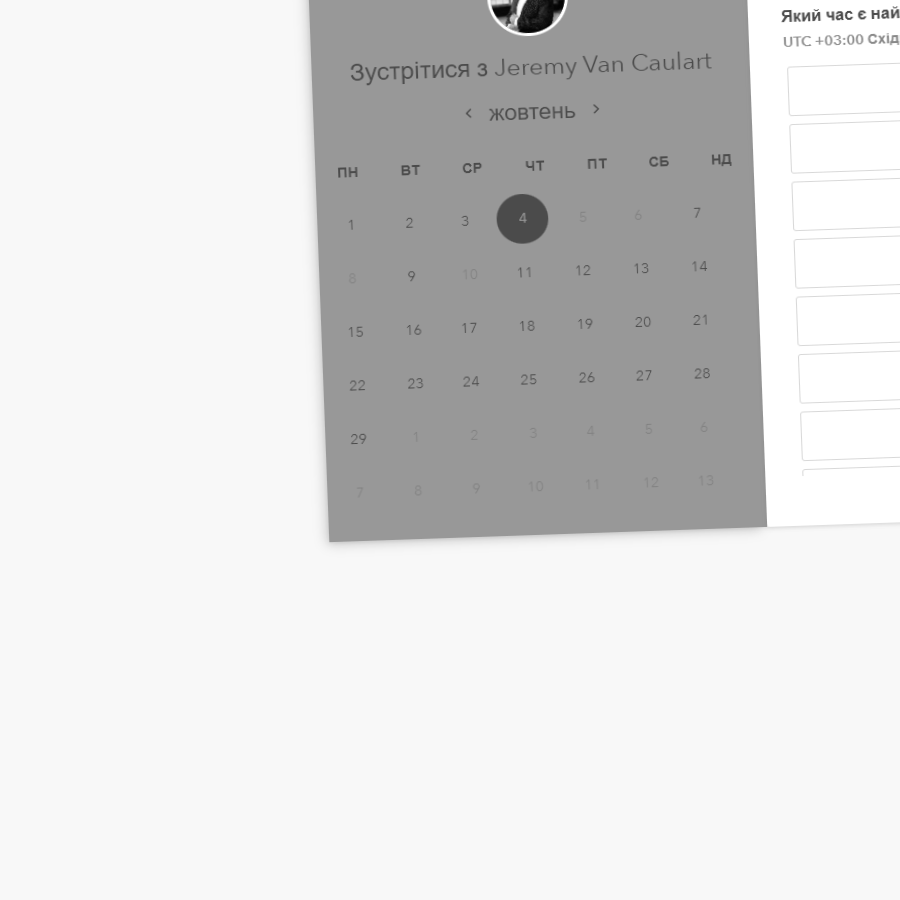 Зустрітися з Jeremy Van Caulart
жовтень
ПН ВТ СР ЧТ ПТ СБ НД
1 2 3 4 5 6 7
8 9 10 11 12 13 14
15 16 17 18 19 20 21
22 23 24 25 26 27 28
29 1 2 3 4 5 6
7 8 9 10 11 12 13
Який час є
UTC +03:00